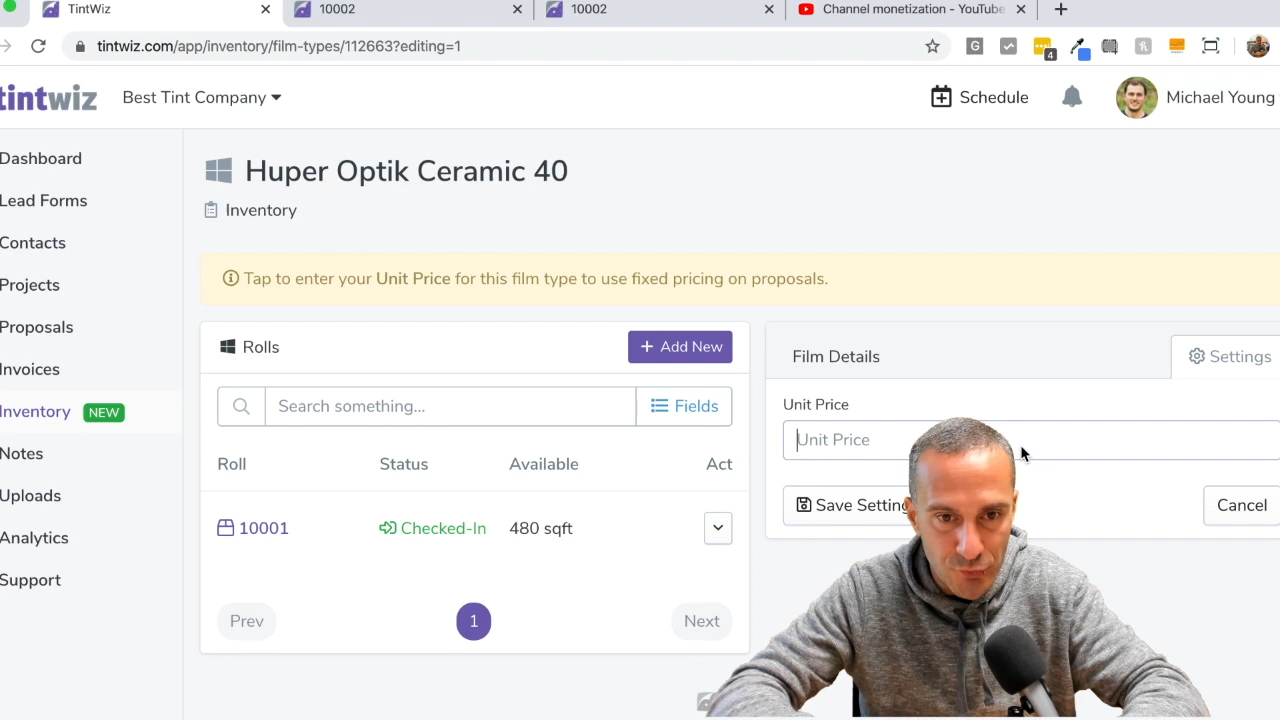 TintWiz
10002
10002
Channel monetization - YouTube
tintwiz.com/app/inventory/film-types/112663?editing=1
4
tintwiz
Best Tint Company
Schedule
Michael Young
Dashboard
Lead Forms
Contacts
Projects
Proposals
Invoices
Inventory NEW
Notes
Uploads
Analytics
Support
Huper Optik Ceramic 40
Inventory
Tap to enter your Unit Price for this film type to use fixed pricing on proposals.
Rolls
+ Add New
Search something...
Fields
Roll Status Available Act
10001 Checked-In 480 sqft
Prev 1 Next
Film Details
Settings
Unit Price
Unit Price
Save Setting
Cancel